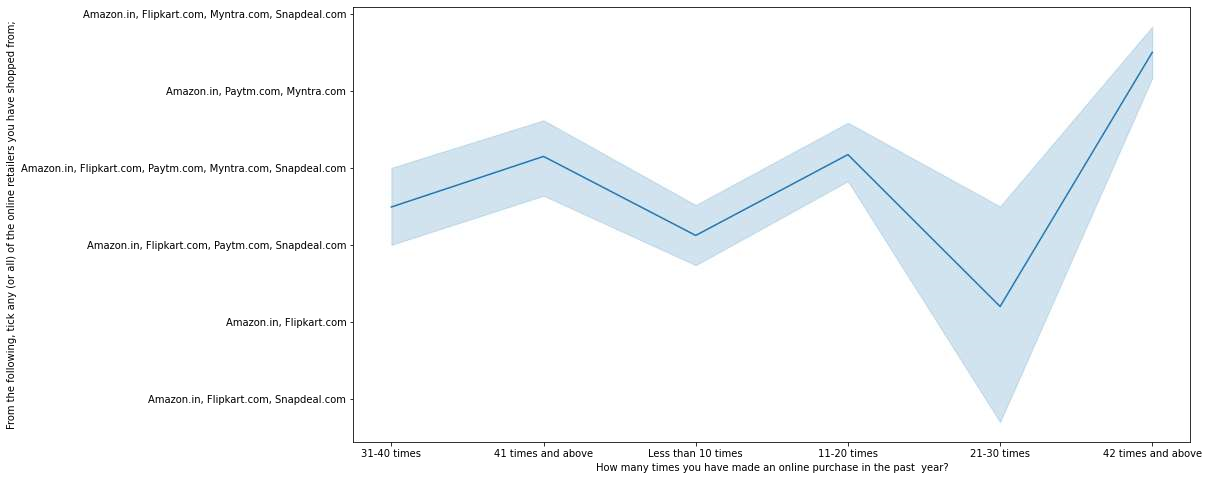 From the following, tick any (or all) of the online retailers you have shopped from;
Amazon.in, Flipkart.com, Myntra.com, Snapdeal.com
Amazon.in, Paytm.com, Myntra.com
Amazon.in, Flipkart.com, Paytm.com, Myntra.com, Snapdeal.com
Amazon.in, Flipkart.com, Paytm.com, Snapdeal.com
Amazon.in, Flipkart.com
Amazon.in, Flipkart.com, Snapdeal.com
31-40 times 41 times and above Less than 10 times 11-20 times 21-30 times 42 times and above
How many times you have made an online purchase in the past  year?